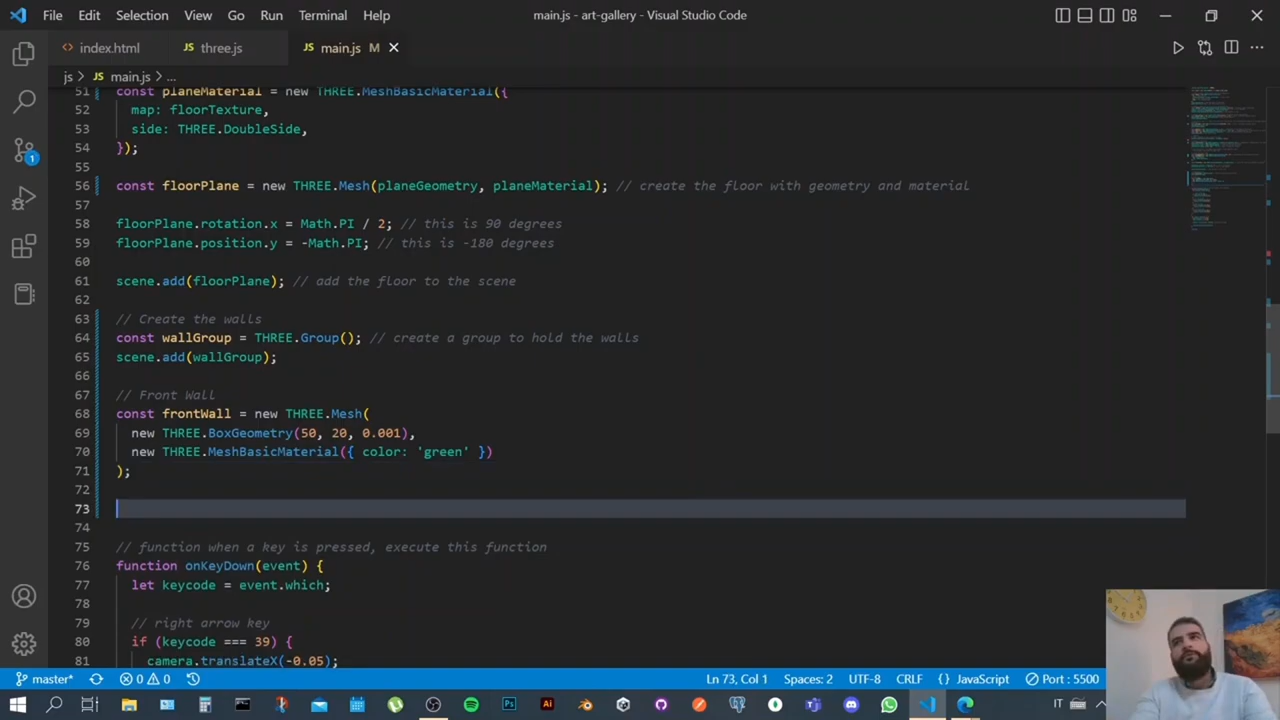 File Edit Selection View Go Run Terminal Help
main.js - art-gallery - Visual Studio Code
index.html
JS three.js
JS main.js M
js > JS main.js > ...
51 const planeMaterial = new THREE.MeshBasicMaterial({
52 map: floorTexture,
53 side: THREE.DoubleSide,
54 });
55
56 const floorPlane = new THREE.Mesh(planeGeometry, planeMaterial); // create the floor with geometry and material
57
58 floorPlane.rotation.x = Math.PI / 2; // this is 90 degrees
59 floorPlane.position.y = -Math.PI; // this is -180 degrees
60
61 scene.add(floorPlane); // add the floor to the scene
62
63 // Create the walls
64 const wallGroup = THREE.Group(); // create a group to hold the walls
65 scene.add(wallGroup);
66
67 // Front Wall
68 const frontWall = new THREE.Mesh(
69 new THREE.BoxGeometry(50, 20, 0.001),
70 new THREE.MeshBasicMaterial({ color: 'green' })
71 );
72
73
74
75 // function when a key is pressed, execute this function
76 function onKeyDown(event) {
77 let keycode = event.which;
78
79 // right arrow key
80 if (keycode === 39) {
81 camera.translateX(-0.05);
1
master* 0 0 Ln 73, Col 1 Spaces: 2 UTF-8 CRLF {} JavaScript Port : 5500
Ps Ai IT